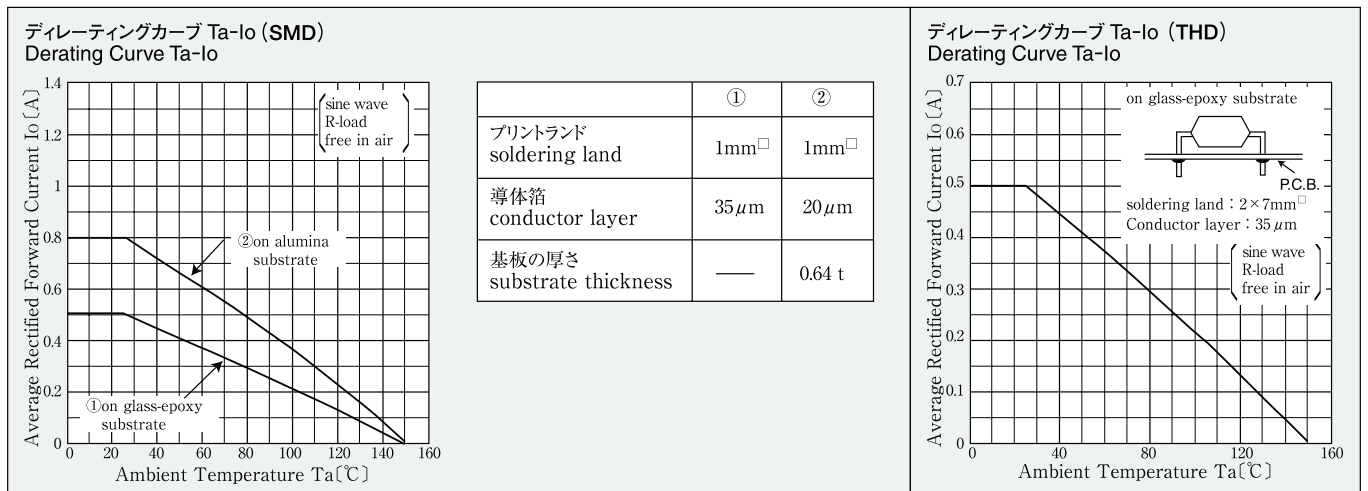 ディレーティングカーブ Ta-Io (SMD)
Derating Curve Ta-Io
Average Rectified Forward Current Io〔A〕
1.4
1.2
1
0.8
0.6
0.4
0.2
0
sine wave
R-load
free in air
②on alumina
substrate
①on glass-epoxy
substrate
0 20 40 60 80 100 120 140 160
Ambient Temperature Ta〔℃〕
① ②
プリントランド
soldering land
1mm□ 1mm□
導体箔
conductor layer
35μm 20μm
基板の厚さ
substrate thickness
— 0.64 t
ディレーティングカーブ Ta-Io (THD)
Derating Curve Ta-Io
Average Rectified Forward Current Io〔A〕
0.7
0.6
0.5
0.4
0.3
0.2
0.1
0
on glass-epoxy substrate
P.C.B.
soldering land：2×7mm□
Conductor layer：35μm
sine wave
R-load
free in air
0 40 80 120 160
Ambient Temperature Ta〔℃〕